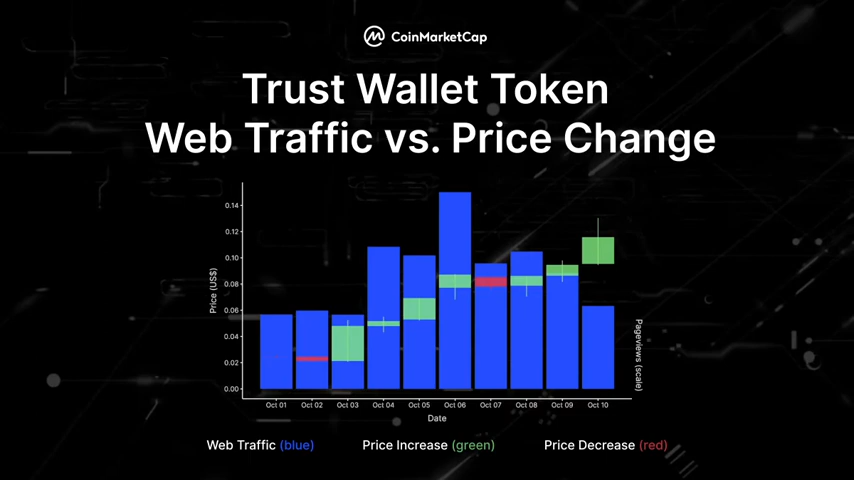 CoinMarketCap
Trust Wallet Token
Web Traffic vs. Price Change
0.14
0.12
0.10
0.08
0.06
0.04
0.02
0.00
Price (US$)
Pageviews (scale)
Oct 01 Oct 02 Oct 03 Oct 04 Oct 05 Oct 06 Oct 07 Oct 08 Oct 09 Oct 10
Date
Web Traffic (blue) Price Increase (green) Price Decrease (red)